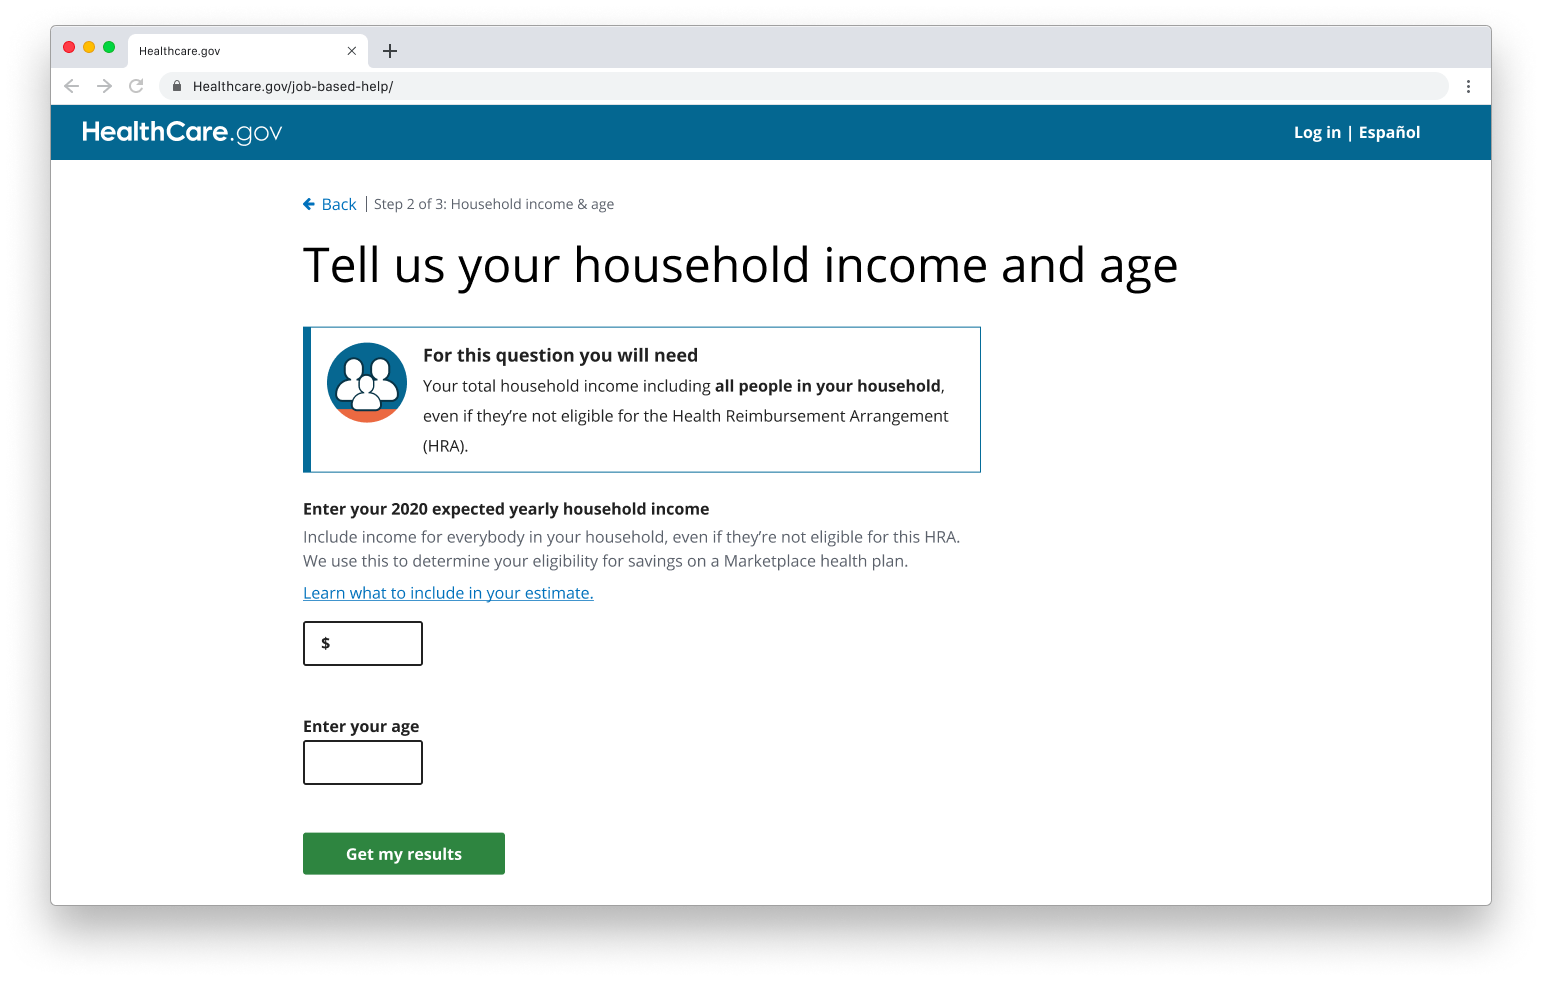 Healthcare.gov
Healthcare.gov/job-based-help/
HealthCare.gov
Log in | Español
Back | Step 2 of 3: Household income & age
Tell us your household income and age
For this question you will need
Your total household income including all people in your household,
even if they’re not eligible for the Health Reimbursement Arrangement
(HRA).
Enter your 2020 expected yearly household income
Include income for everybody in your household, even if they’re not eligible for this HRA.
We use this to determine your eligibility for savings on a Marketplace health plan.
Learn what to include in your estimate.
$
Enter your age
Get my results